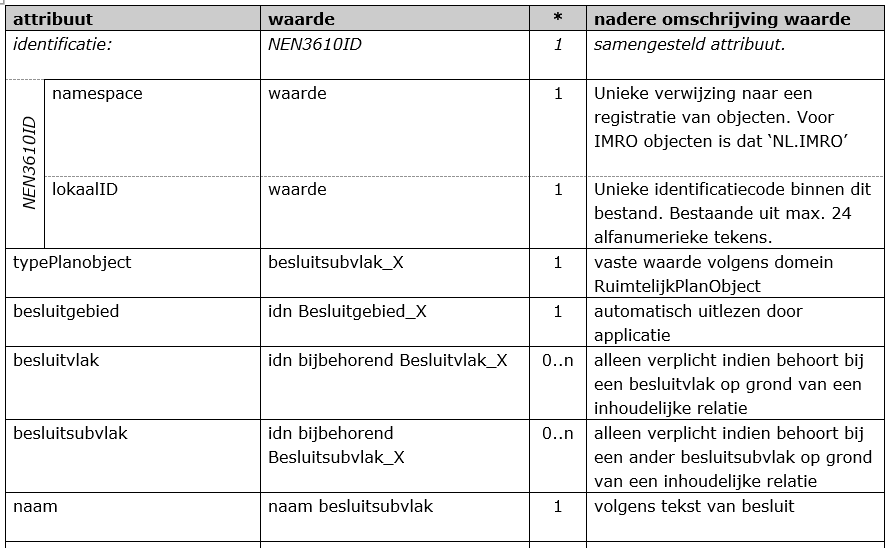 attribuut waarde * nadere omschrijving waarde
identificatie: NEN3610ID 1 samengesteld attribuut.
NEN3610ID
namespace waarde 1 Unieke verwijzing naar een
registratie van objecten. Voor
IMRO objecten is dat ‘NL.IMRO’
lokaalID waarde 1 Unieke identificatiecode binnen dit
bestand. Bestaande uit max. 24
alfanumerieke tekens.
typePlanobject besluitsubvlak_X 1 vaste waarde volgens domein
RuimtelijkPlanObject
besluitgebied idn Besluitgebied_X 1 automatisch uitlezen door
applicatie
besluitvlak idn bijbehorend Besluitvlak_X 0..n alleen verplicht indien behoort bij
een besluitvlak op grond van een
inhoudelijke relatie
besluitsubvlak idn bijbehorend 0..n alleen verplicht indien behoort bij
Besluitsubvlak_X een ander besluitsubvlak op grond
van een inhoudelijke relatie
naam naam besluitsubvlak 1 volgens tekst van besluit